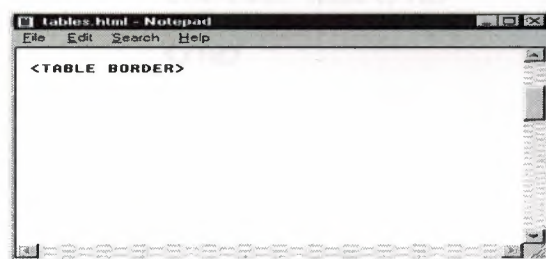 tables.html - Notepad
File Edit Search Help
<TABLE BORDER>